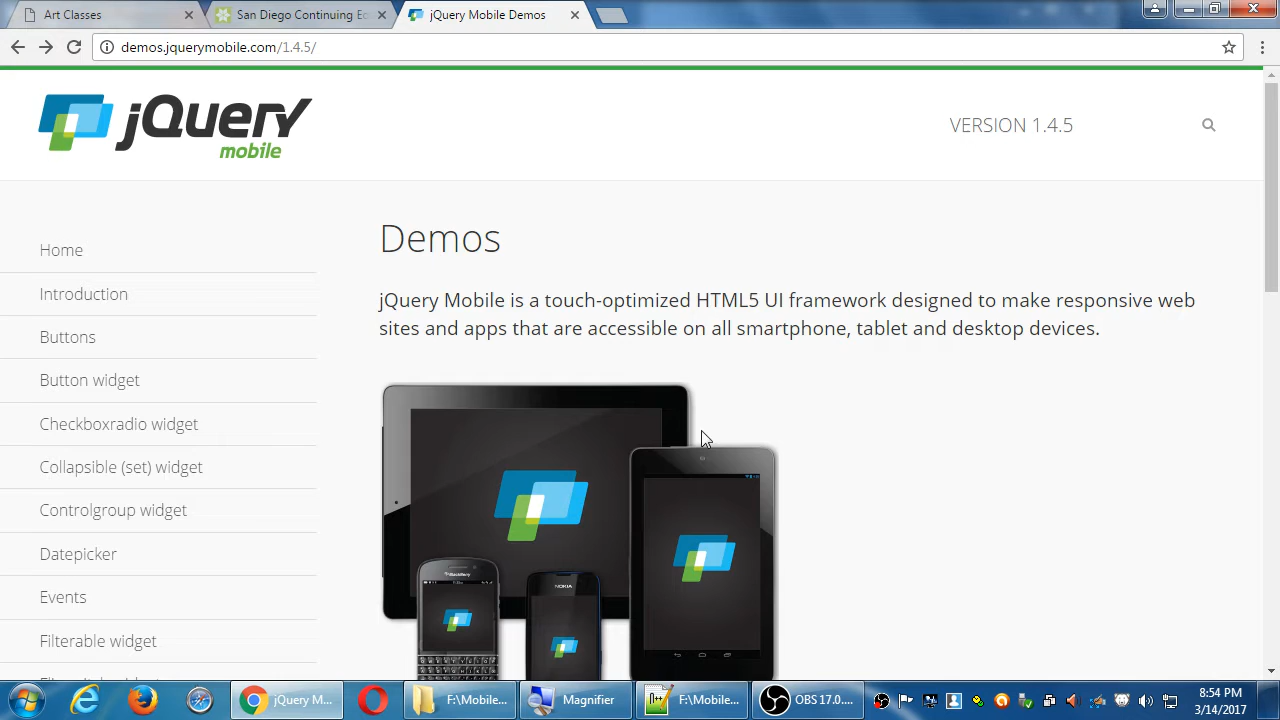 Art Classes
San Diego Continuing Ed
jQuery Mobile Demos
demos.jquerymobile.com/1.4.5/
jQuery
mobile
VERSION 1.4.5
Home
Introduction
Buttons
Button widget
Checkboxradio widget
Collapsible (set) widget
Controlgroup widget
Datepicker
Events
Filterable widget
Demos
jQuery Mobile is a touch-optimized HTML5 UI framework designed to make responsive web
sites and apps that are accessible on all smartphone, tablet and desktop devices.
BlackBerry
NOKIA
jQuery M...
F:\Mobile...
Magnifier
F:\Mobile...
OBS 17.0....
8:54 PM
3/14/2017